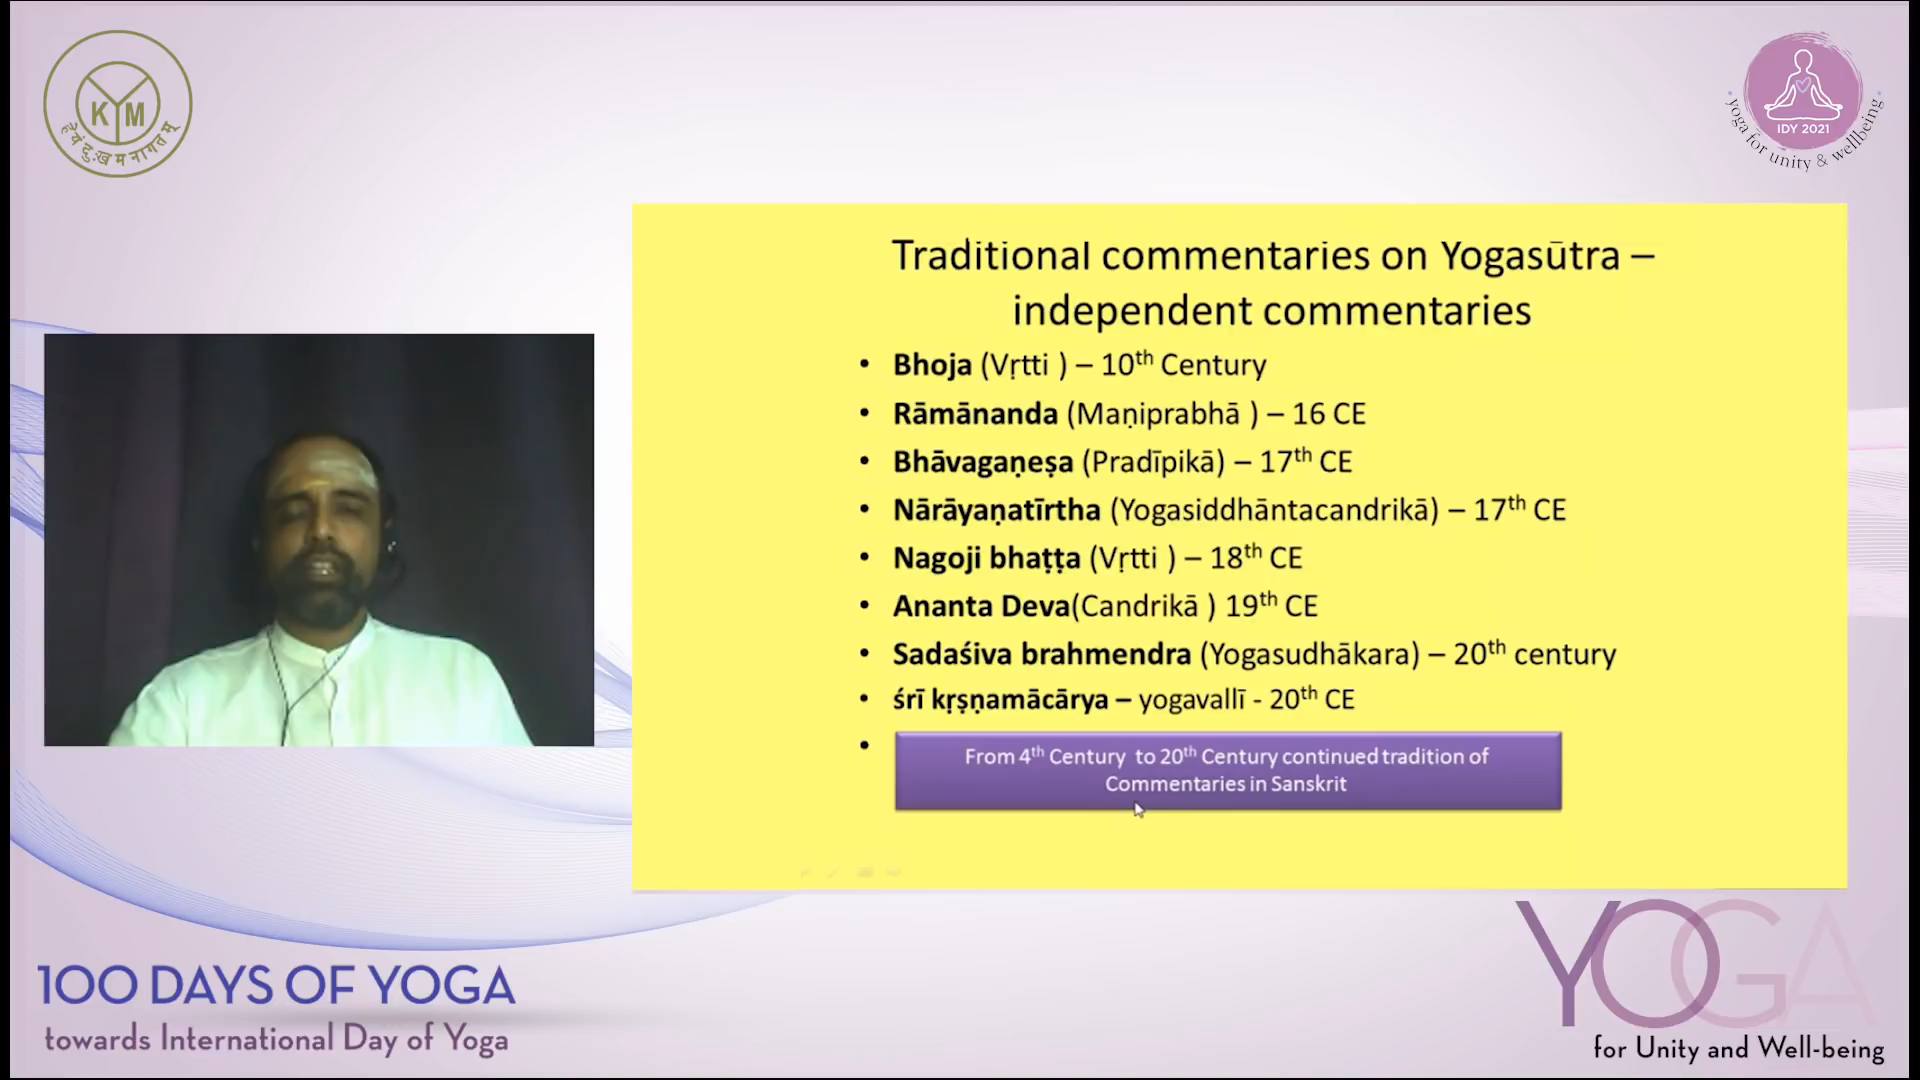 KYM
हेयं दुःखमनागतम्
IDY 2021
yoga for unity & wellbeing
Traditional commentaries on Yogasūtra –
independent commentaries
• Bhoja (Vṛtti ) – 10th Century
• Rāmānanda (Maṇiprabhā ) – 16 CE
• Bhāvagaṇeṣa (Pradīpikā) – 17th CE
• Nārāyaṇatīrtha (Yogasiddhāntacandrikā) – 17th CE
• Nagoji bhaṭṭa (Vṛtti ) – 18th CE
• Ananta Deva(Candrikā ) 19th CE
• Sadaśiva brahmendra (Yogasudhākara) – 20th century
• śrī kṛṣṇamācārya – yogavallī - 20th CE
•
From 4th Century to 20th Century continued tradition of
Commentaries in Sanskrit
100 DAYS OF YOGA
towards International Day of Yoga
YOGA
for Unity and Well-being